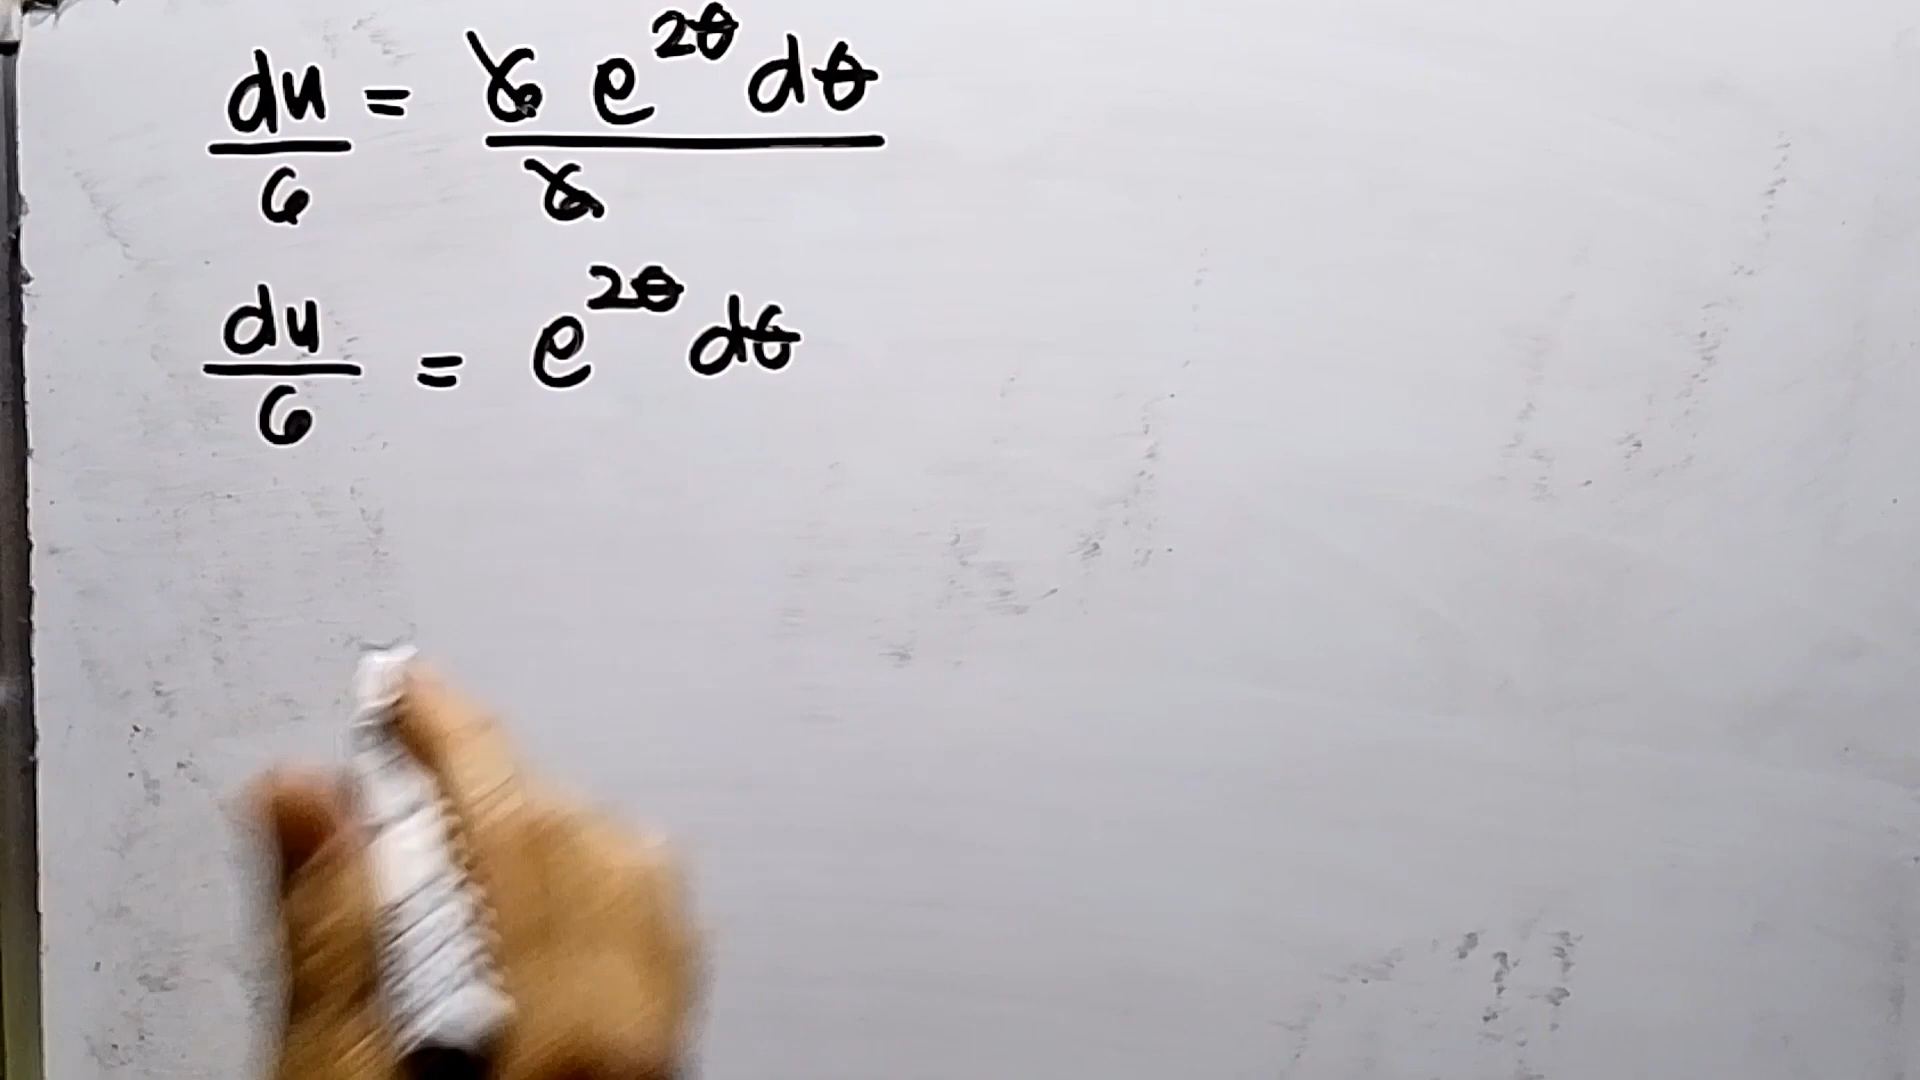 du/6 = 6 e^2θ dθ / 6
du/6 = e^2θ dθ